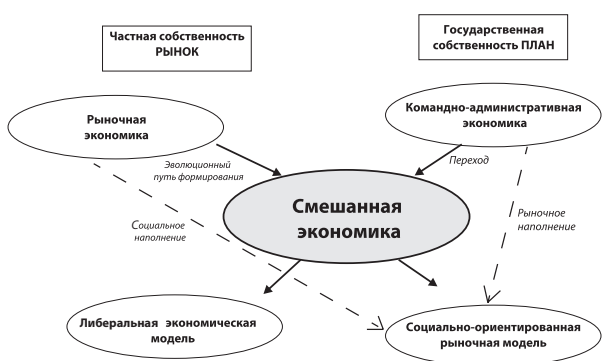 Частная собственность
РЫНОК
Государственная
собственность ПЛАН
Рыночная
экономика
Командно-административная
экономика
Эволюционный
путь формирования
Переход
Социальное
наполнение
Смешанная
экономика
Рыночное
наполнение
Либеральная экономическая
модель
Социально-ориентированная
рыночная модель